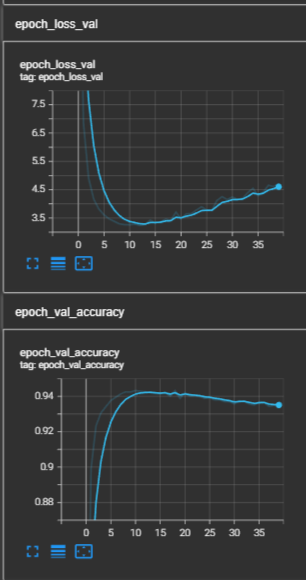 epoch_loss_val
epoch_loss_val
tag: epoch_loss_val
7.5
6.5
5.5
4.5
3.5
0 5 10 15 20 25 30 35
epoch_val_accuracy
epoch_val_accuracy
tag: epoch_val_accuracy
0.94
0.92
0.9
0.88
0 5 10 15 20 25 30 35